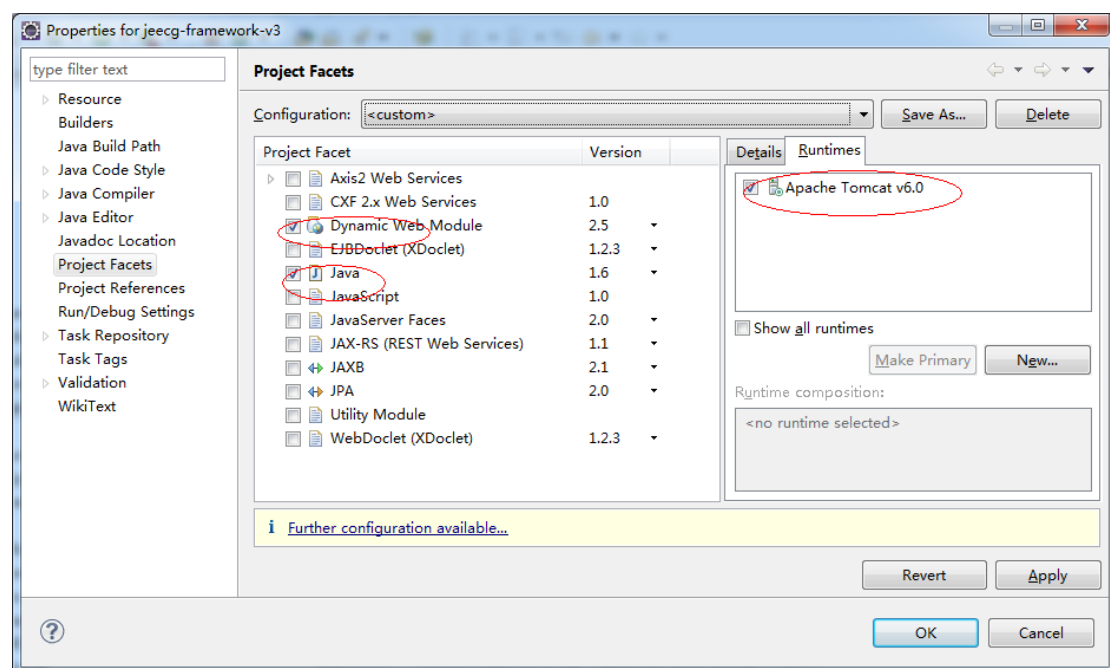 Properties for jeecg-framework-v3
type filter text
Resource
Builders
Java Build Path
Java Code Style
Java Compiler
Java Editor
Javadoc Location
Project Facets
Project References
Run/Debug Settings
Task Repository
Task Tags
Validation
WikiText
Project Facets
Configuration: <custom> Save As... Delete
Project Facet Version
Axis2 Web Services
CXF 2.x Web Services 1.0
Dynamic Web Module 2.5
EJBDoclet (XDoclet) 1.2.3
Java 1.6
JavaScript 1.0
JavaServer Faces 2.0
JAX-RS (REST Web Services) 1.1
JAXB 2.1
JPA 2.0
Utility Module
WebDoclet (XDoclet) 1.2.3
Details Runtimes
Apache Tomcat v6.0
Show all runtimes
Make Primary New...
Runtime composition:
<no runtime selected>
i Further configuration available...
Revert Apply
? OK Cancel